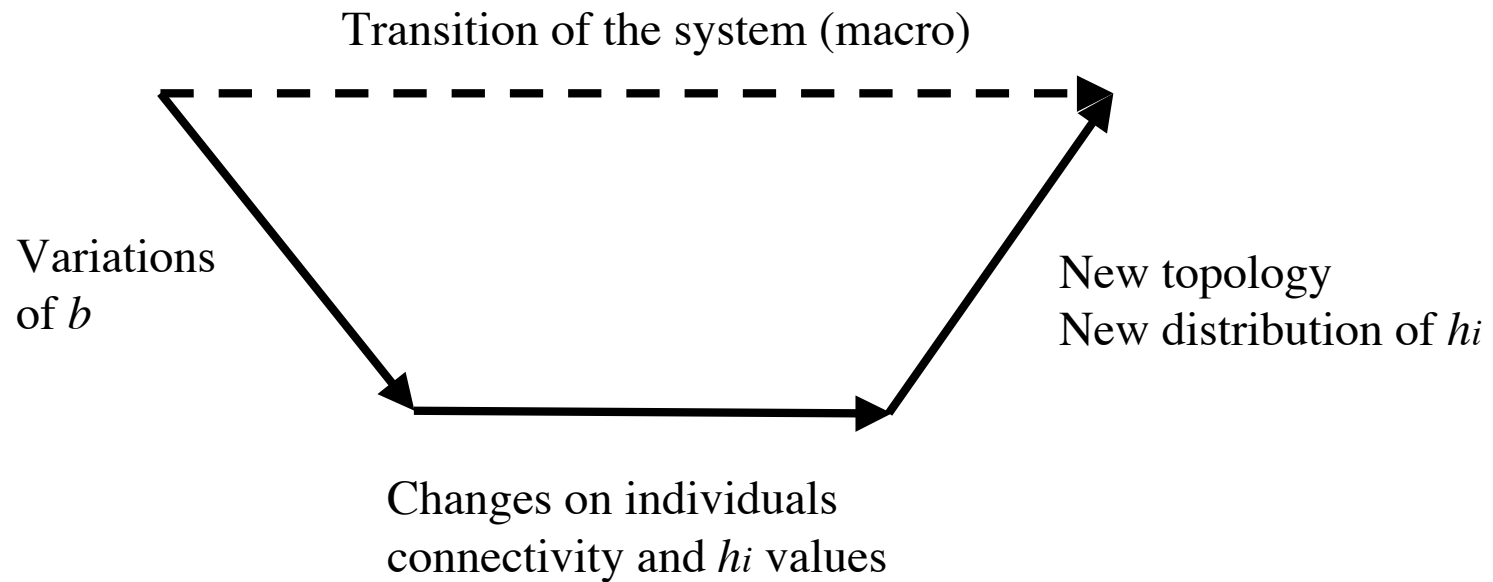 Transition of the system (macro)
Variations
of b
New topology
New distribution of hi
Changes on individuals
connectivity and hi values